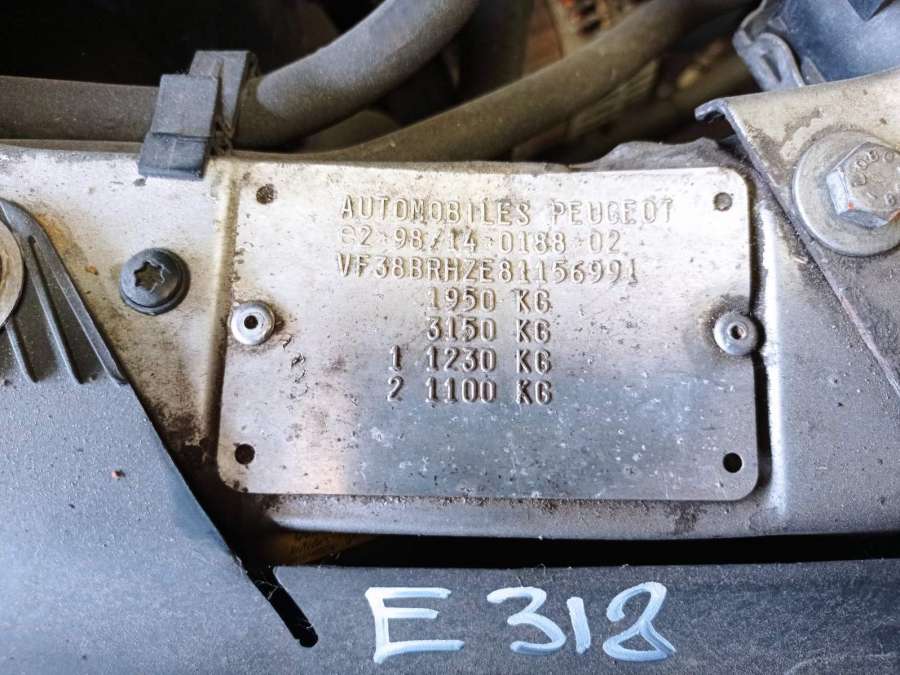 AUTOMOBILES PEUGEOT
e2*98/14*0188*02
VF38BRHZE81156991
1950 KG
3150 KG
1 1230 KG
2 1100 KG
E 318